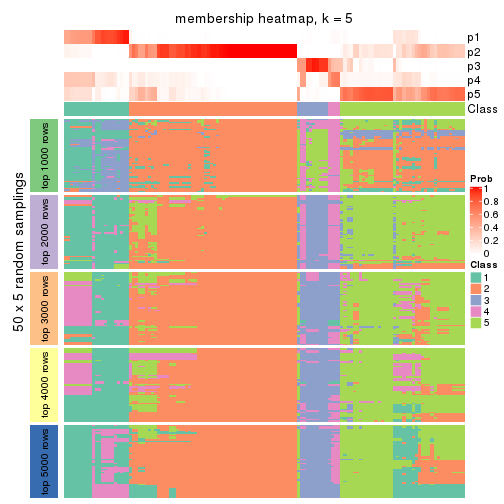 membership heatmap, k = 5
p1
p2
p3
p4
p5
Class
50 x 5 random samplings
top 1000 rows
top 2000 rows
top 3000 rows
top 4000 rows
top 5000 rows
Prob
1
0.8
0.6
0.4
0.2
0
Class
1
2
3
4
5